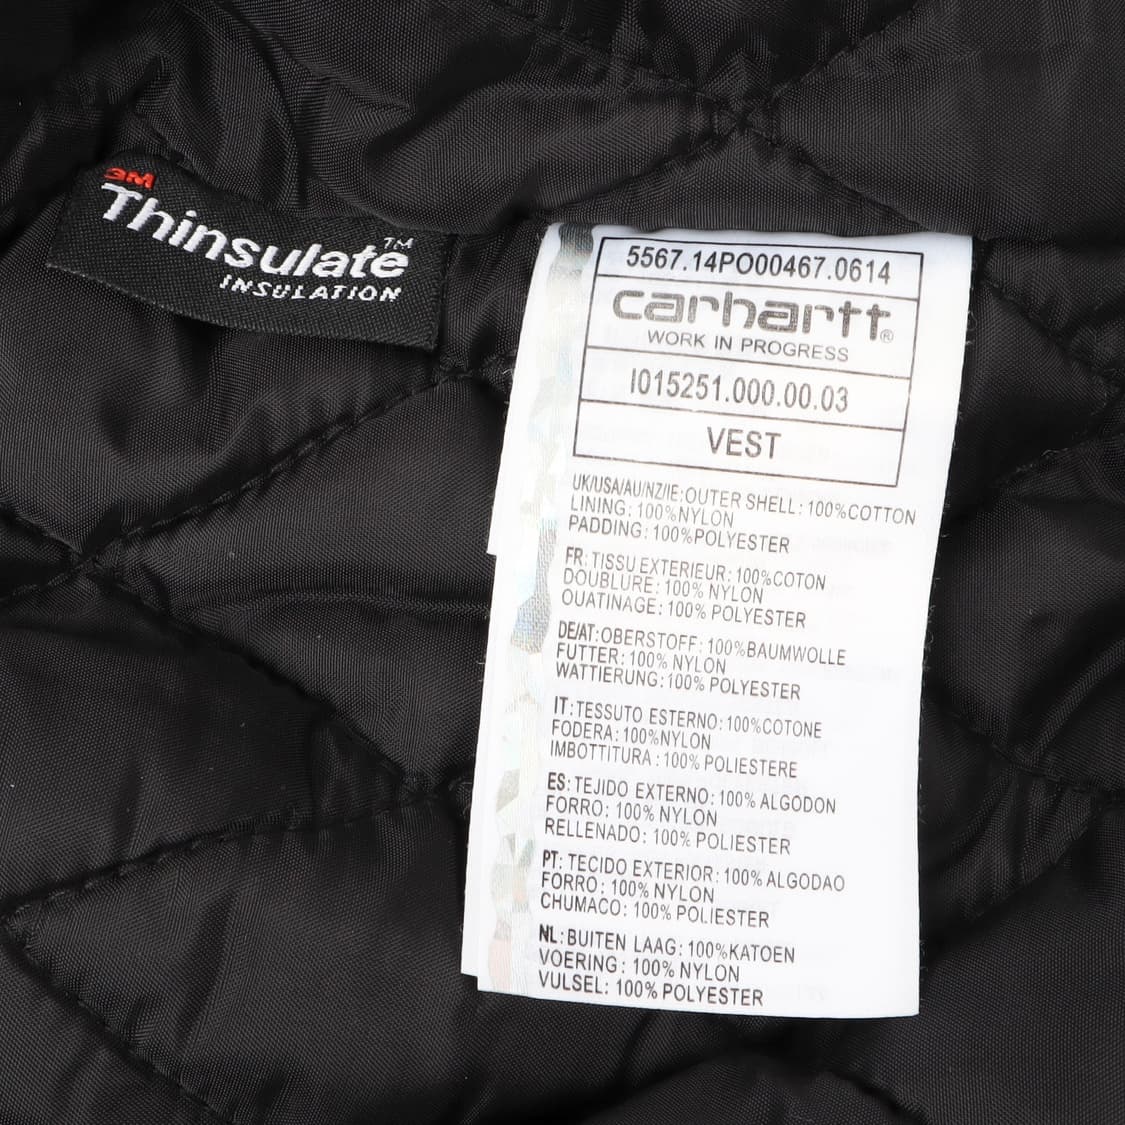 3M
Thinsulate™
INSULATION
5567.14PO00467.0614
carhartt®
WORK IN PROGRESS
I015251.000.00.03
VEST
UK/USA/AU/NZ/IE:OUTER SHELL: 100%COTTON
LINING: 100%NYLON
PADDING: 100%POLYESTER
FR: TISSU EXTERIEUR: 100%COTON
DOUBLURE: 100% NYLON
OUATINAGE: 100% POLYESTER
DE/AT:OBERSTOFF: 100%BAUMWOLLE
FUTTER: 100% NYLON
WATTIERUNG:100% POLYESTER
IT:TESSUTO ESTERNO:100%COTONE
FODERA: 100%NYLON
IMBOTTITURA: 100% POLIESTERE
ES: TEJIDO EXTERNO: 100% ALGODON
FORRO: 100% NYLON
RELLENADO: 100% POLIESTER
PT: TECIDO EXTERIOR: 100% ALGODAO
FORRO: 100% NYLON
CHUMACO: 100% POLIESTER
NL:BUITEN LAAG: 100%KATOEN
VOERING: 100% NYLON
VULSEL: 100% POLYESTER